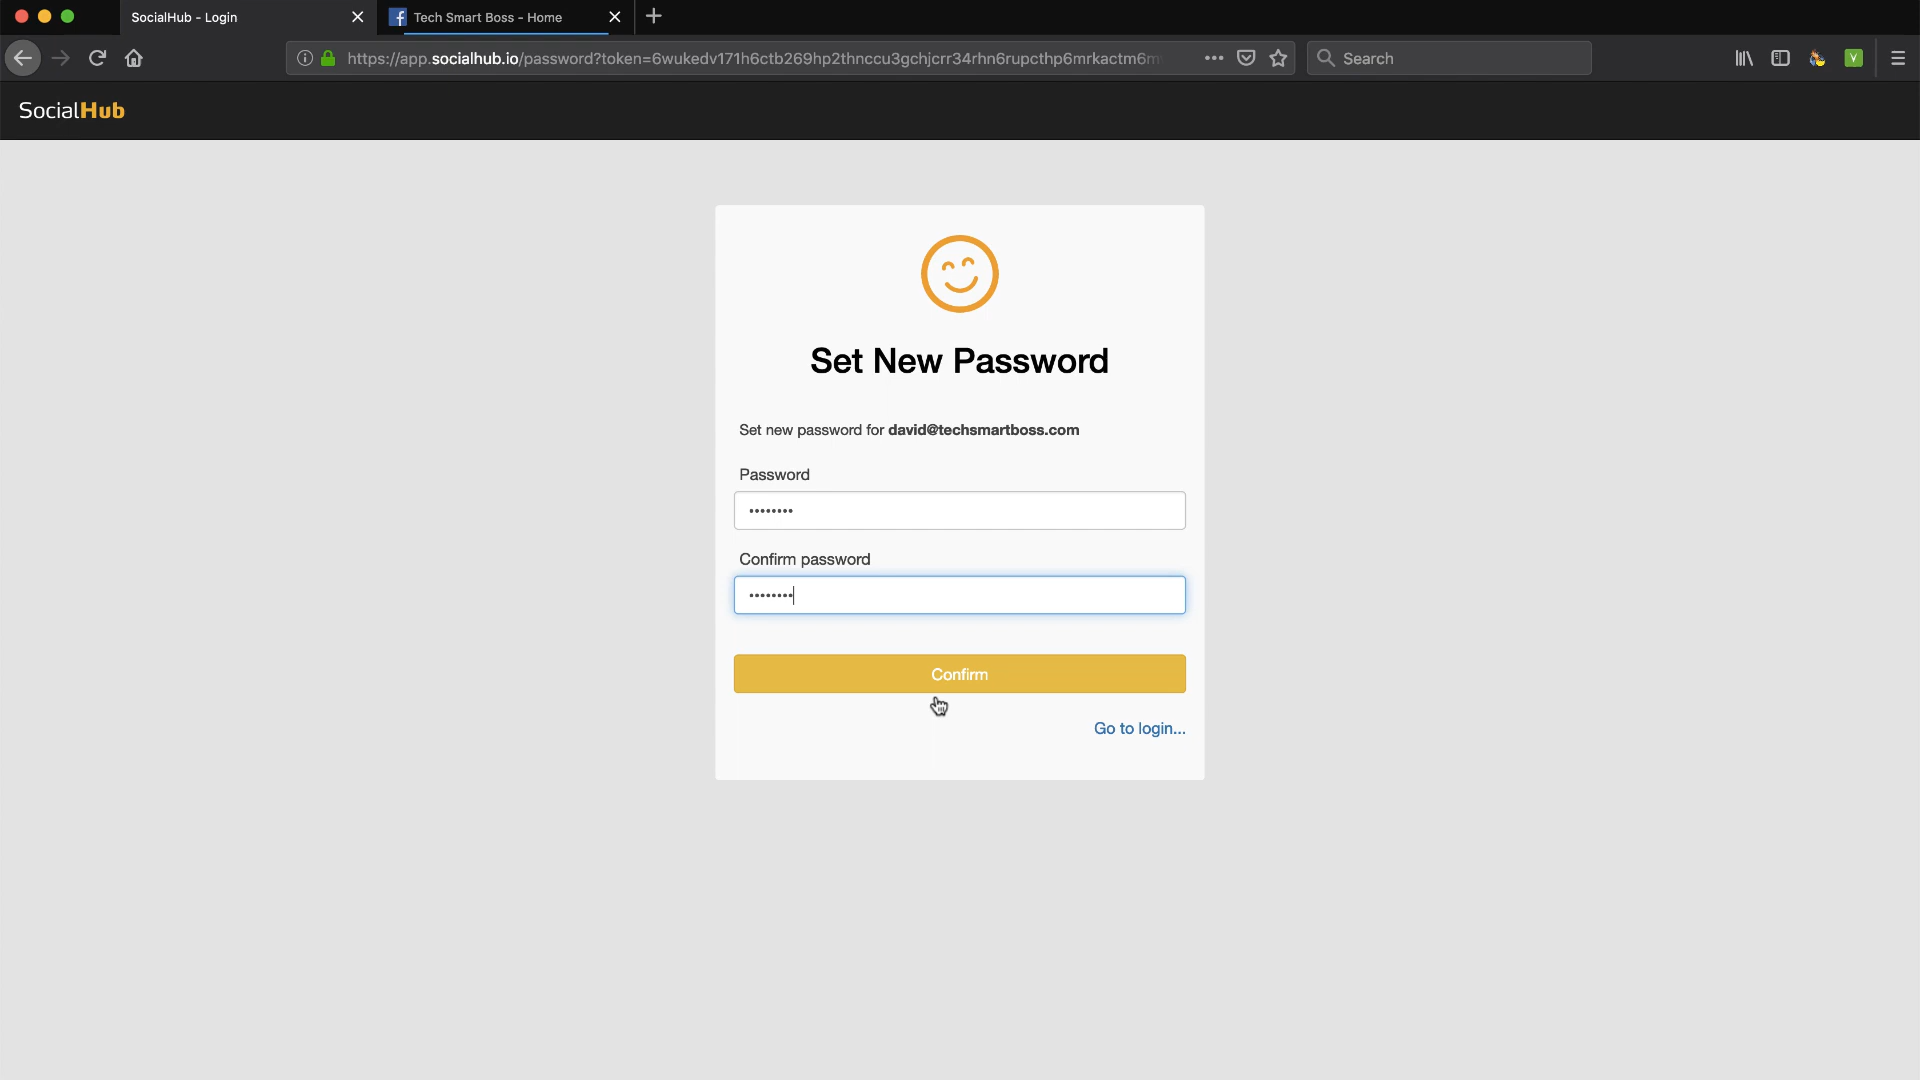 SocialHub - Login
Tech Smart Boss - Home
https://app.socialhub.io/password?token=6wukedv171h6ctb269hp2thnccu3gchjcrr34rhn6rupcthp6mrkactm6m
Search
SocialHub
Set New Password
Set new password for david@techsmartboss.com
Password
Confirm password
Confirm
Go to login...